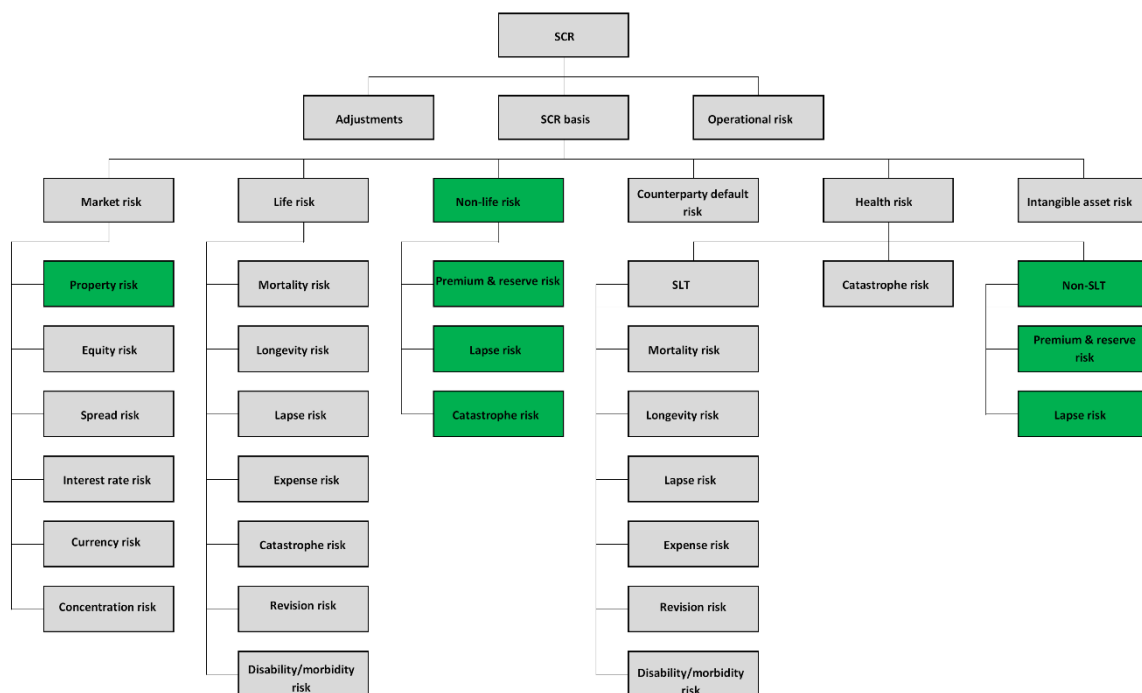 SCR
Adjustments
SCR basis
Operational risk
Market risk
Life risk
Non-life risk
Counterparty default
risk
Health risk
Intangible asset risk
Property risk
Mortality risk
Premium & reserve risk
SLT
Catastrophe risk
Non-SLT
Equity risk
Longevity risk
Lapse risk
Mortality risk
Premium & reserve
risk
Spread risk
Lapse risk
Catastrophe risk
Longevity risk
Lapse risk
Interest rate risk
Expense risk
Lapse risk
Currency risk
Catastrophe risk
Expense risk
Concentration risk
Revision risk
Revision risk
Disability/morbidity
risk
Disability/morbidity
risk